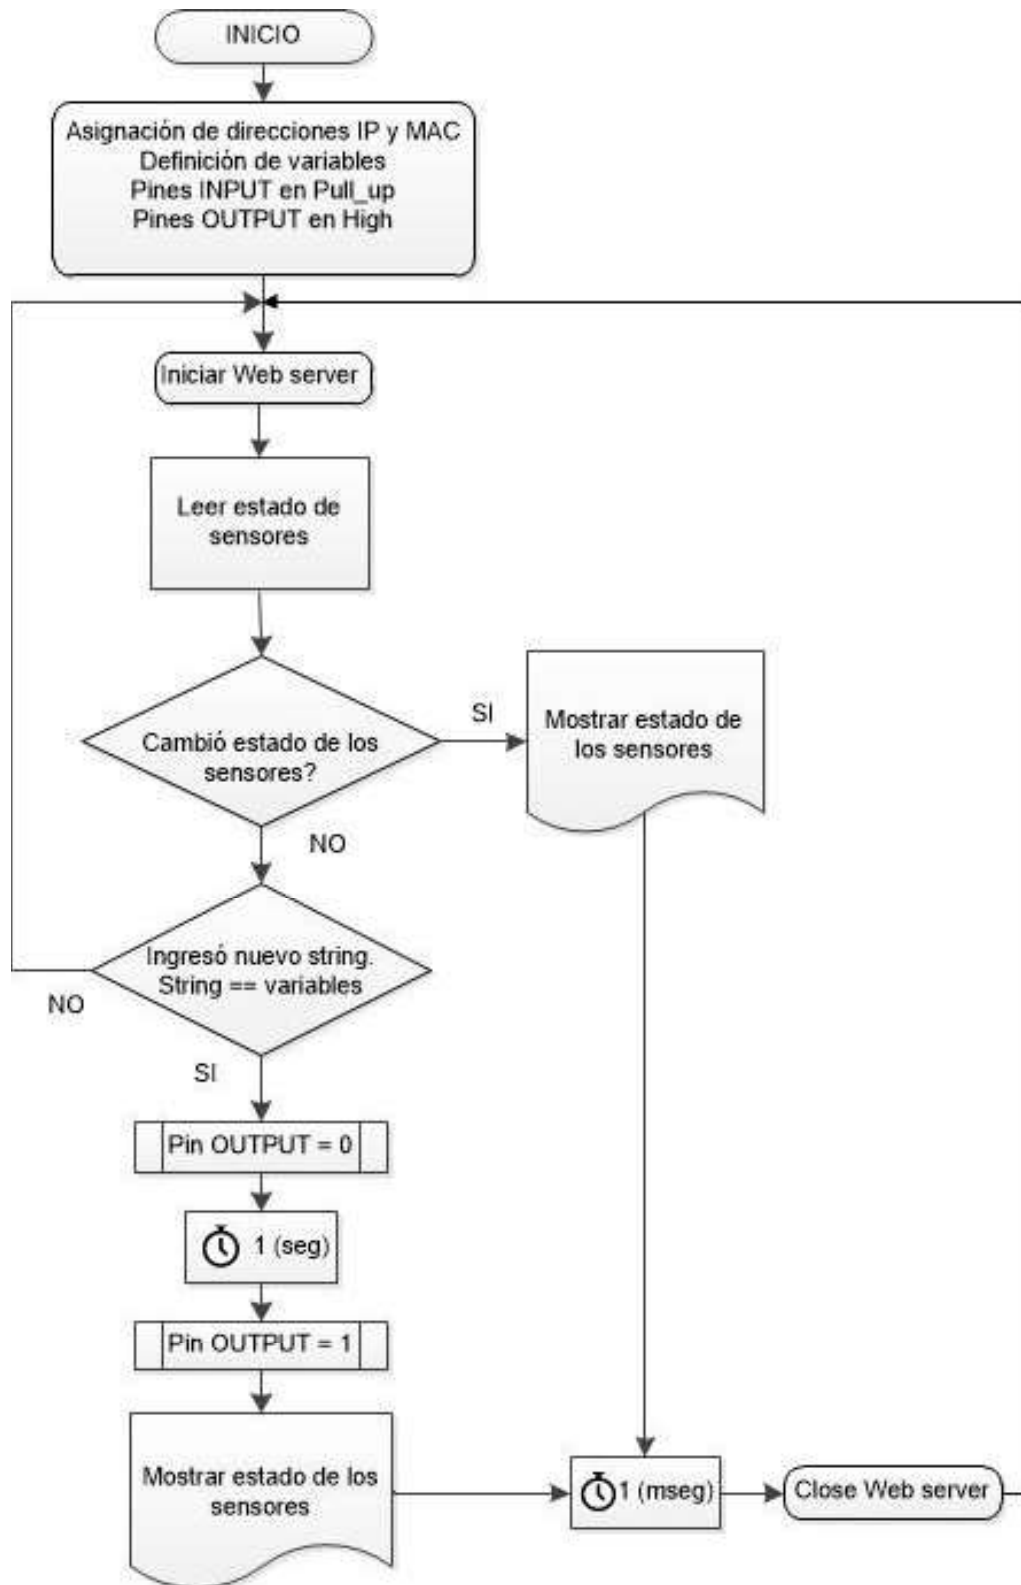 INICIO
Asignación de direcciones IP y MAC
Definición de variables
Pines INPUT en Pull_up
Pines OUTPUT en High
Iniciar Web server
Leer estado de
sensores
Cambió estado de los
sensores?
SI
Mostrar estado de
los sensores
NO
Ingresó nuevo string.
String == variables
NO
SI
Pin OUTPUT = 0
1 (seg)
Pin OUTPUT = 1
Mostrar estado de los
sensores
1 (mseg)
Close Web server